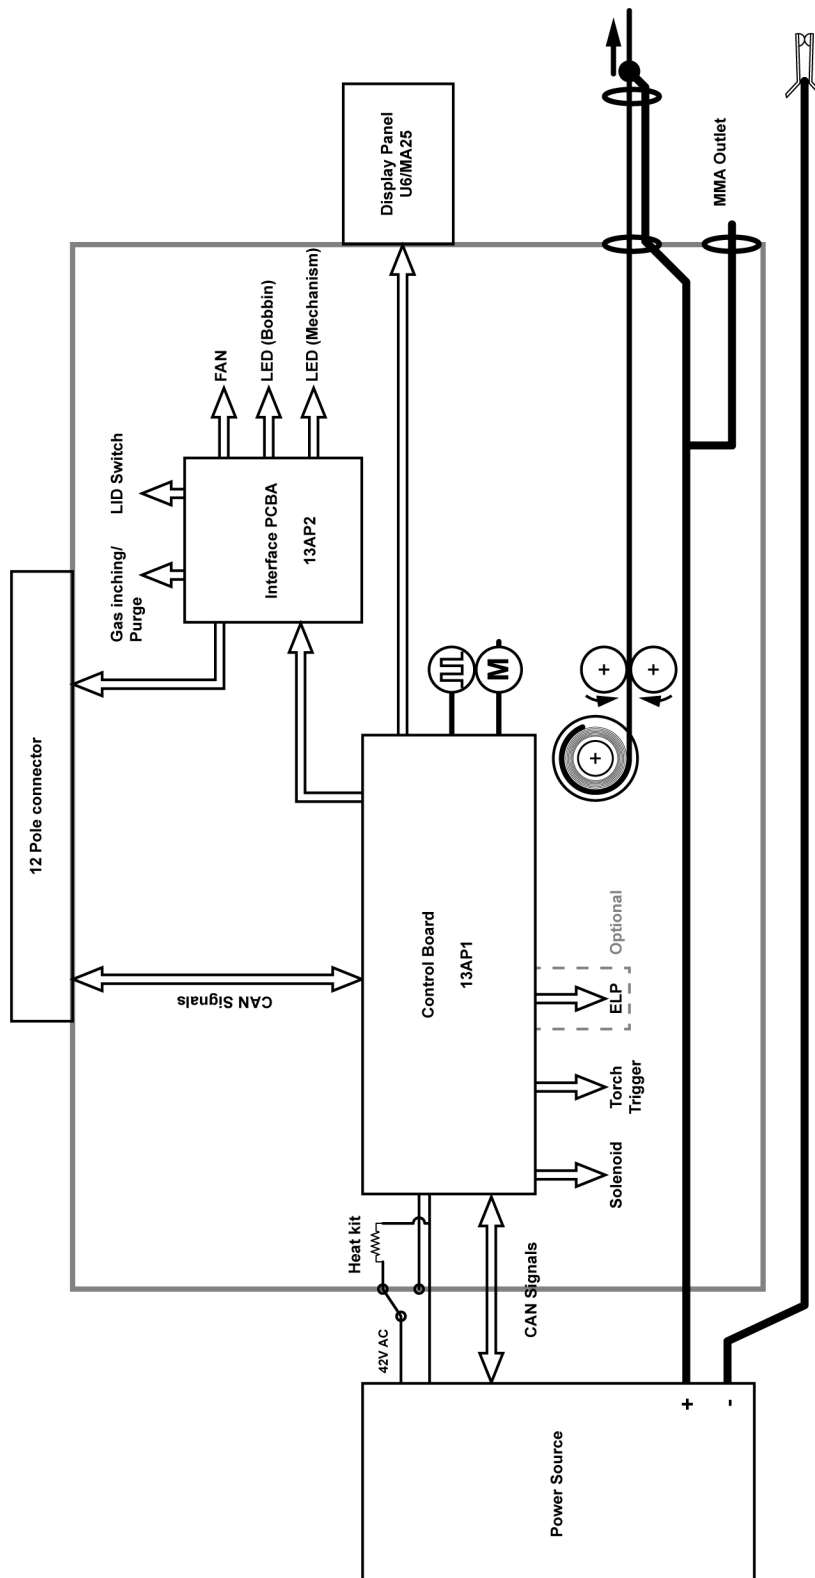 12 Pole connector
Display Panel
U6/MA25
MMA Outlet
FAN
LED (Bobbin)
LED (Mechanism)
LID Switch
Gas inching/
Purge
Interface PCBA
13AP2
M
+
+
+
CAN Signals
Control Board
13AP1
Optional
ELP
Torch
Trigger
Solenoid
Heat kit
42V AC
CAN Signals
Power Source
+
-